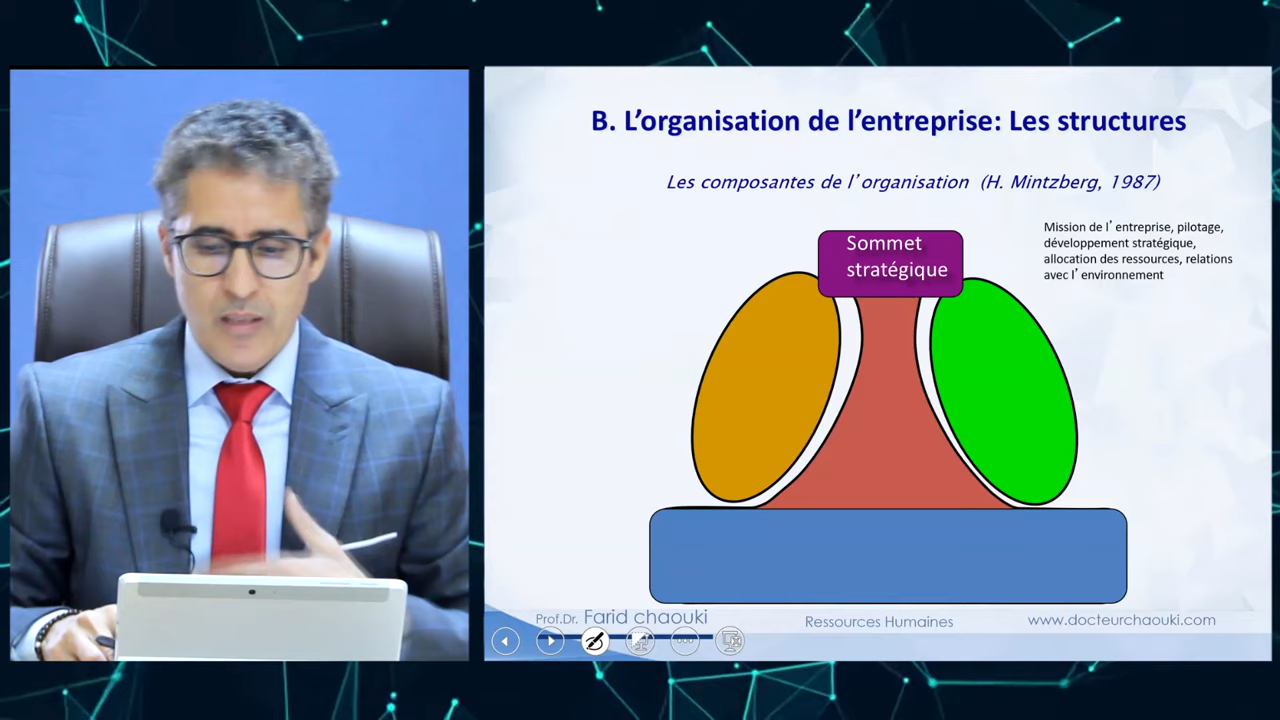 B. L’organisation de l’entreprise: Les structures
Les composantes de l’organisation (H. Mintzberg, 1987)
Sommet
stratégique
Mission de l’entreprise, pilotage,
développement stratégique,
allocation des ressources, relations
avec l’environnement
Prof.Dr. Farid chaouki
Ressources Humaines
www.docteurchaouki.com